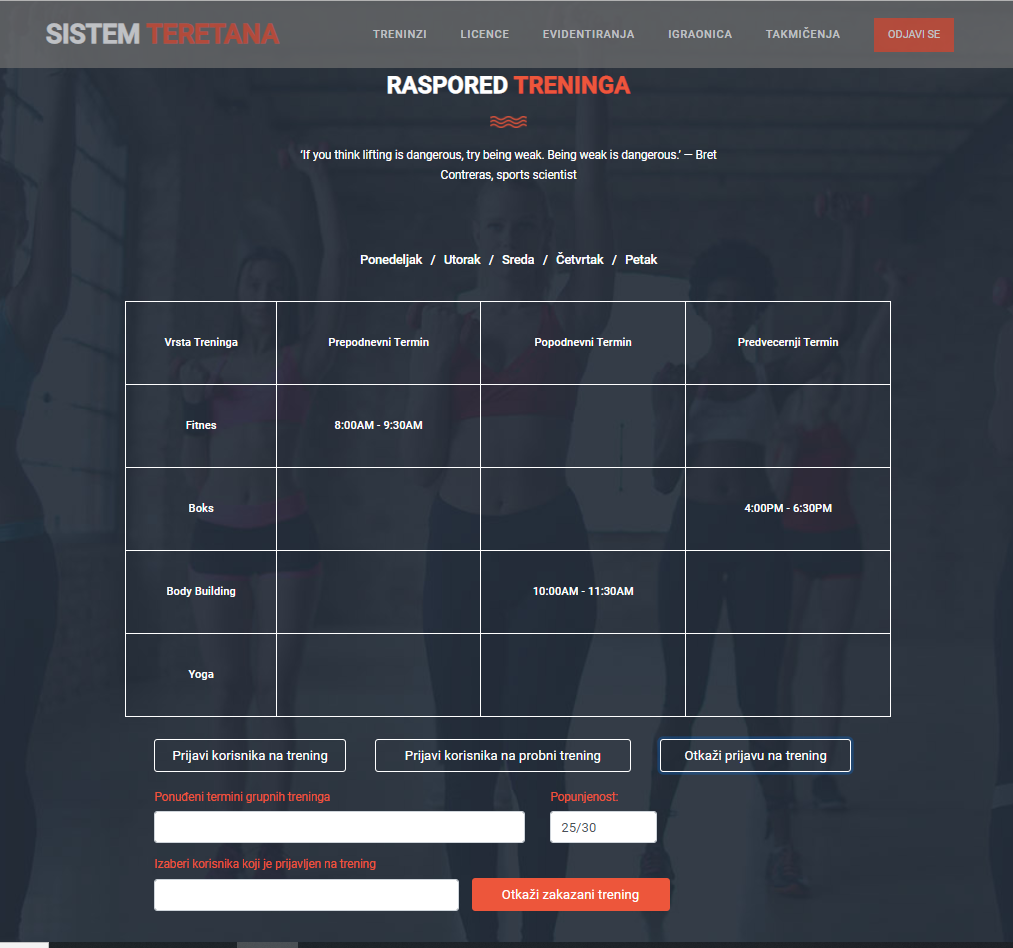 SISTEM TERETANA TRENINZI LICENCE EVIDENTIRANJA IGRAONICA TAKMIČENJA ODJAVI SE
RASPORED TRENINGA
‘If you think lifting is dangerous, try being weak. Being weak is dangerous.’ — Bret
Contreras, sports scientist
Ponedeljak / Utorak / Sreda / Četvrtak / Petak
Vrsta Treninga Prepodnevni Termin Popodnevni Termin Predvecernji Termin
Fitnes 8:00AM - 9:30AM
Boks 4:00PM - 6:30PM
Body Building 10:00AM - 11:30AM
Yoga
Prijavi korisnika na trening Prijavi korisnika na probni trening Otkaži prijavu na trening
Ponuđeni termini grupnih treninga Popunjenost:
25/30
Izaberi korisnika koji je prijavljen na trening
Otkaži zakazani trening